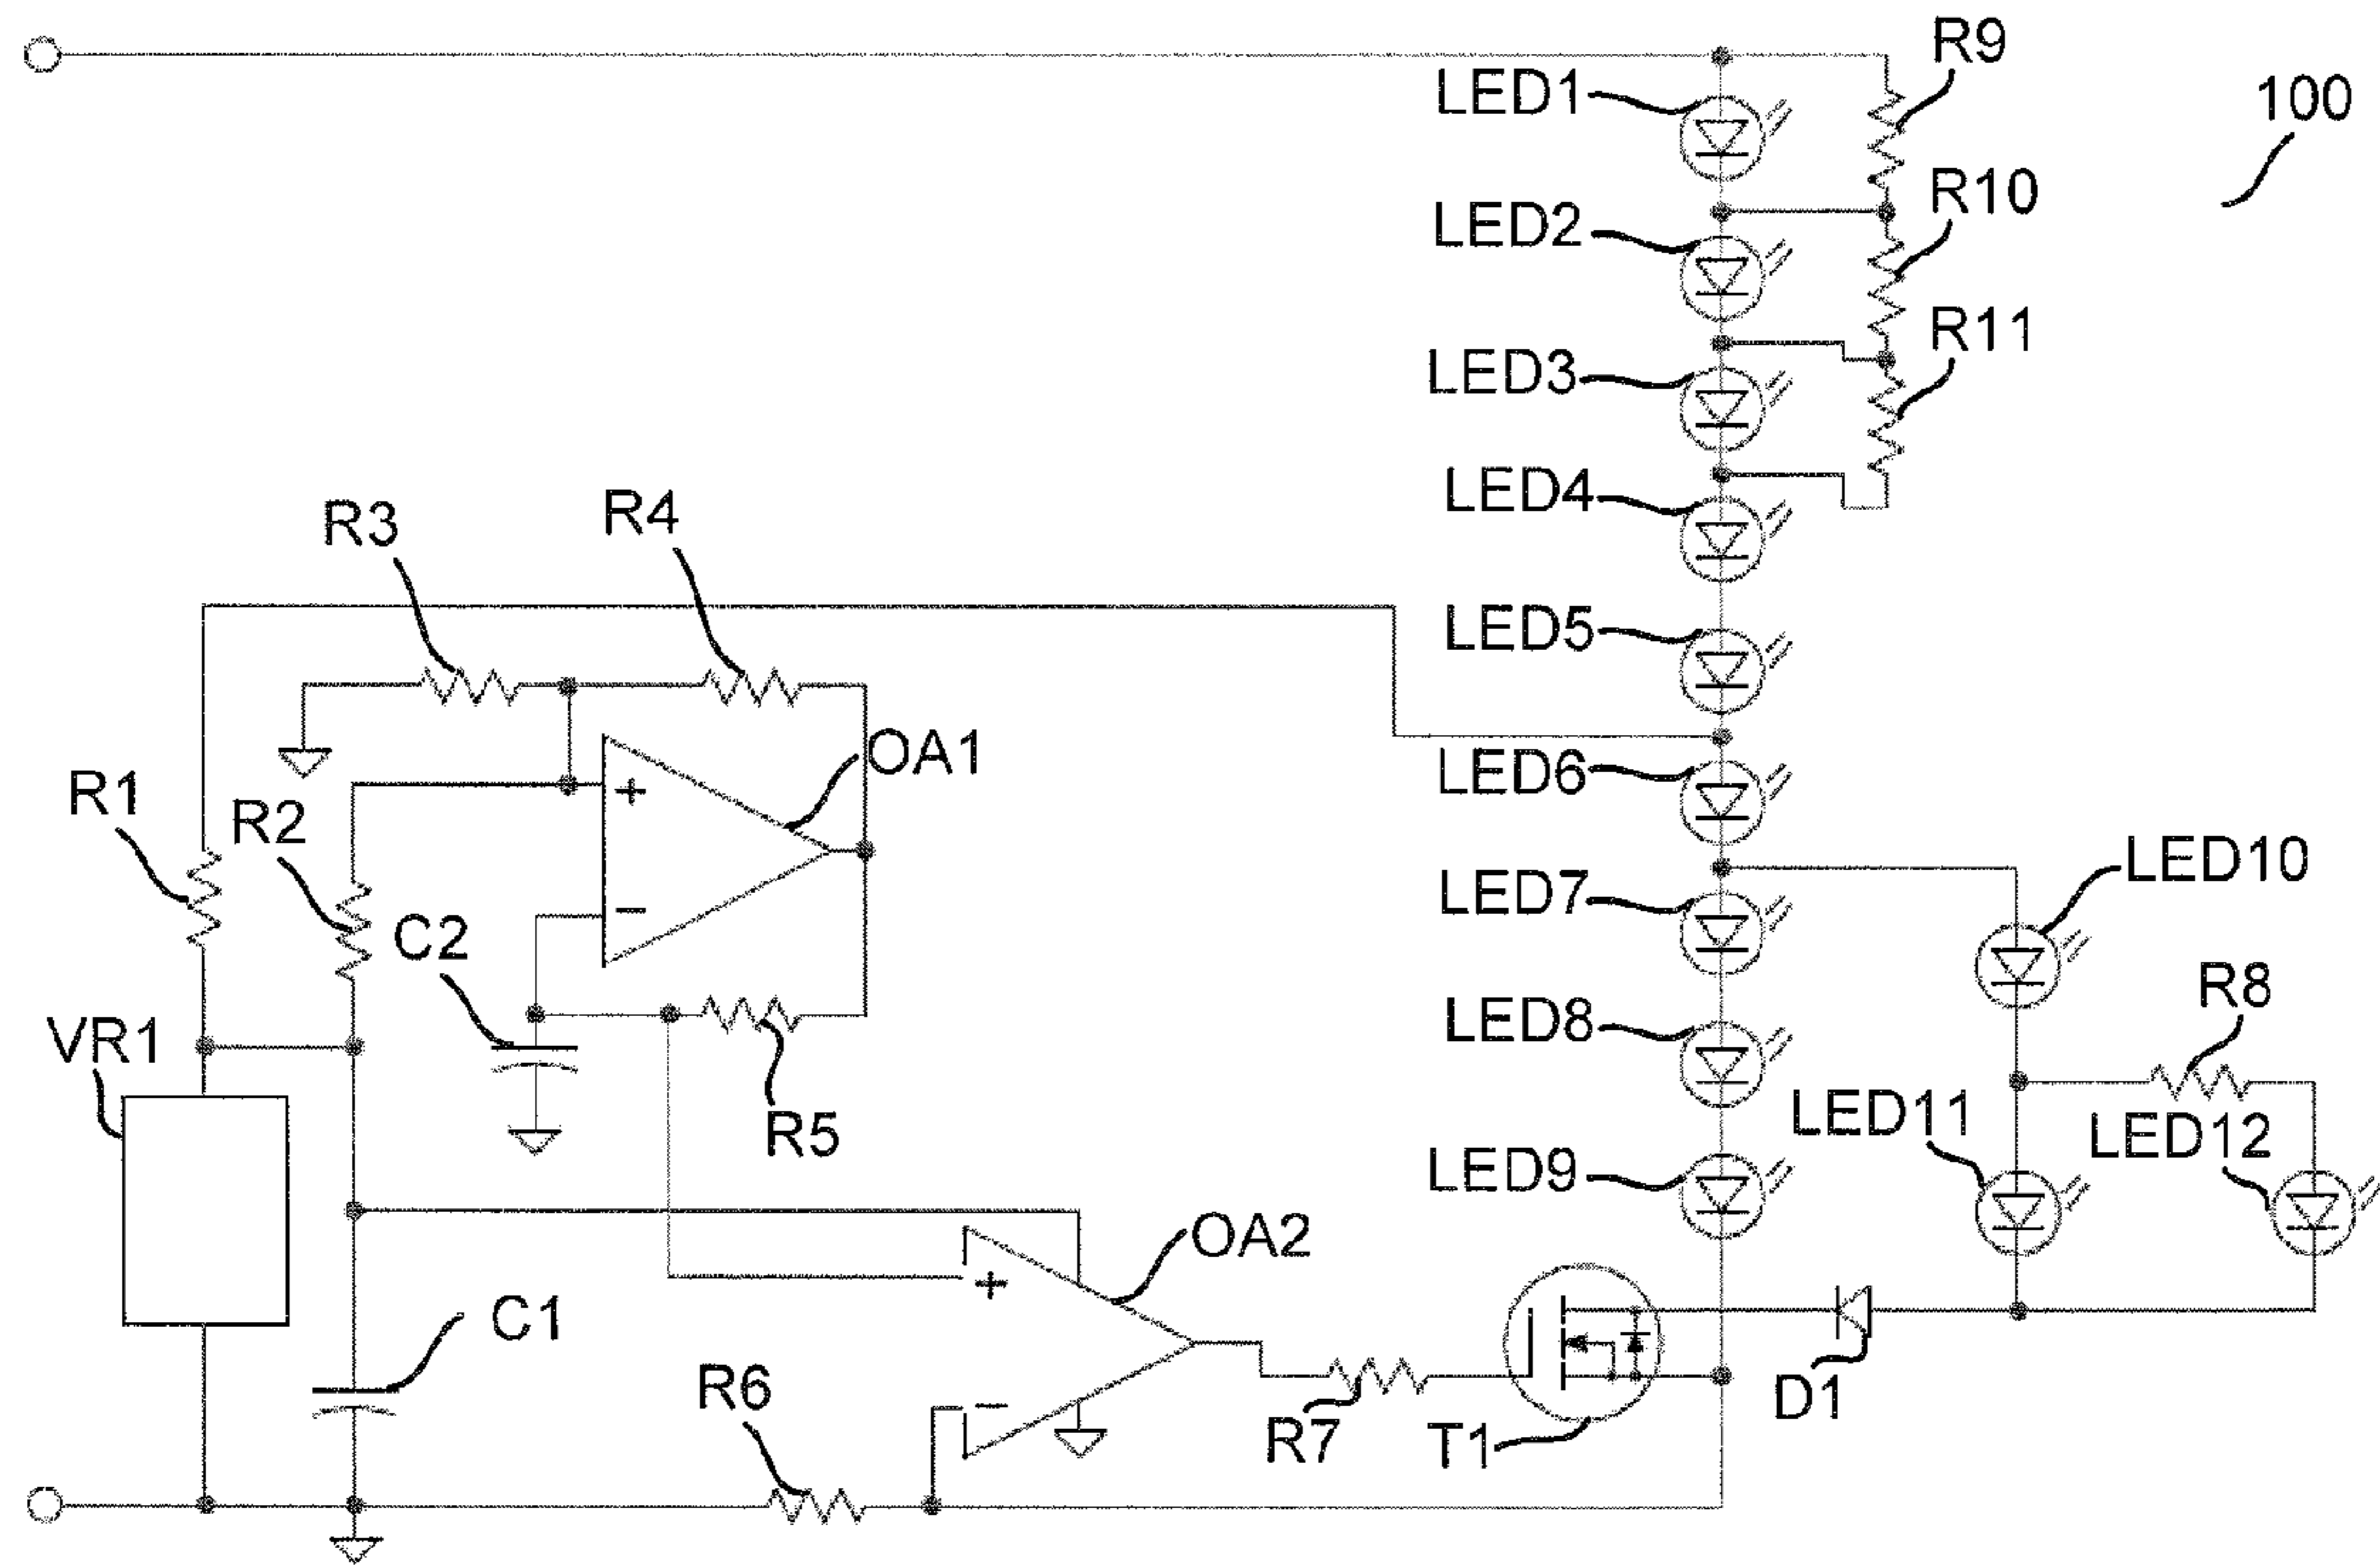 R9
LED1
100
R10
LED2
R11
LED3
LED4
R4
R3
LED5
OA1
LED6
R1
R2
LED10
LED7
C2
R8
LED8
VR1
LED11
R5
LED12
LED9
OA2
C1
R6
D1
R7
T1
+
−
+
−